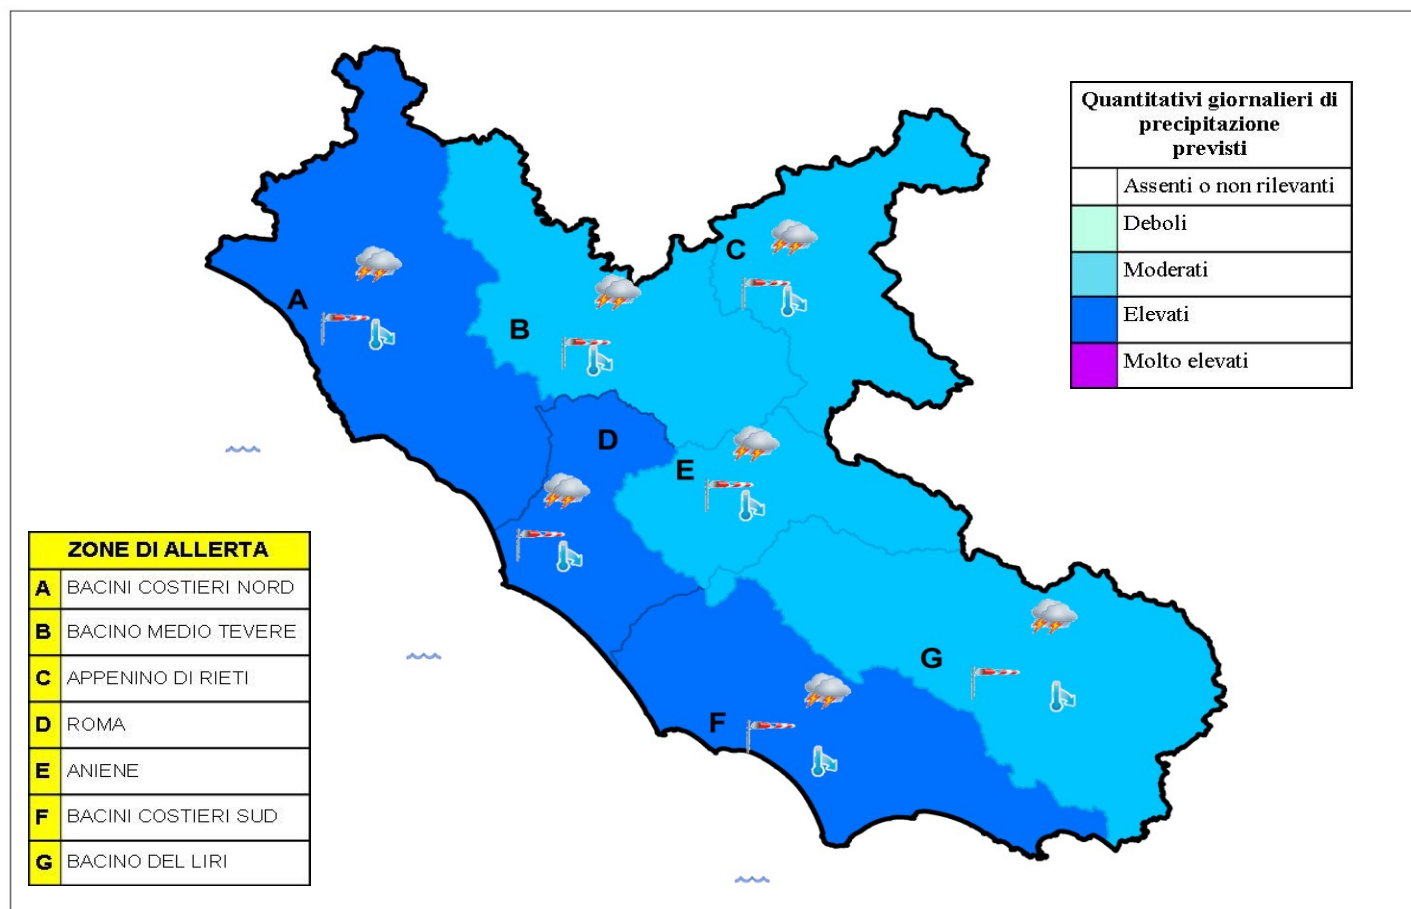 Quantitativi giornalieri di
precipitazione
previsti
Assenti o non rilevanti
Deboli
Moderati
Elevati
Molto elevati
C
A
B
D
E
G
F
ZONE DI ALLERTA
A BACINI COSTIERI NORD
B BACINO MEDIO TEVERE
C APPENINO DI RIETI
D ROMA
E ANIENE
F BACINI COSTIERI SUD
G BACINO DEL LIRI